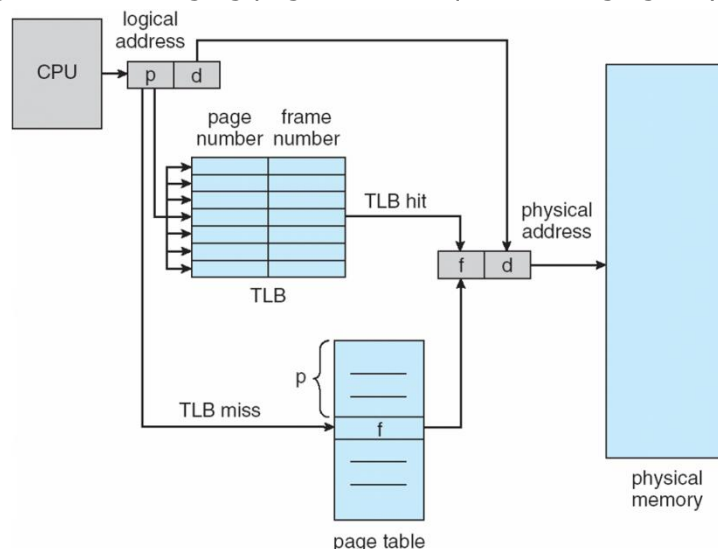 logical
address
CPU
p d
page
number
frame
number
TLB hit
physical
address
f d
TLB
p
TLB miss
f
physical
memory
page table